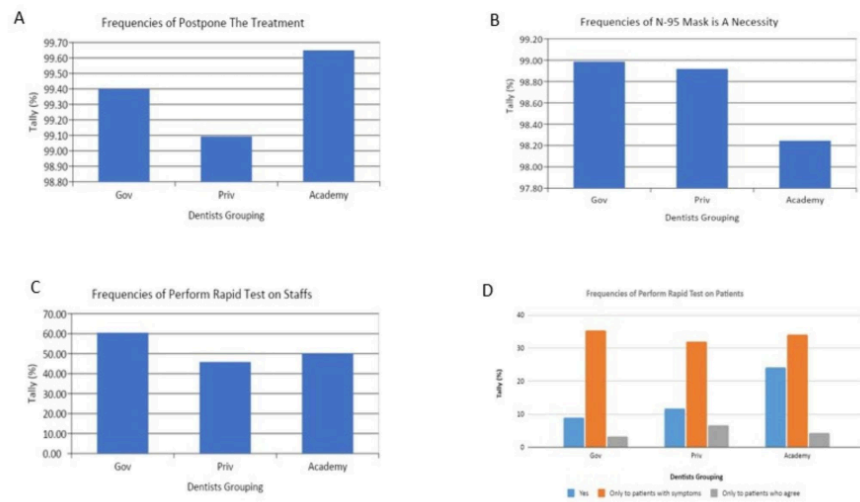 A
Frequencies of Postpone The Treatment
99.70
99.60
99.50
99.40
99.30
99.20
99.10
99.00
98.90
98.80
Tally (%)
Gov Priv Academy
Dentists Grouping
B
Frequencies of N-95 Mask is A Necessity
99.20
99.00
98.80
98.60
98.40
98.20
98.00
97.80
Tally (%)
Gov Priv Academy
Dentists Grouping
C
Frequencies of Perform Rapid Test on Staffs
70.00
60.00
50.00
40.00
30.00
20.00
10.00
0.00
Tally (%)
Gov Priv Academy
Dentists Grouping
D
Frequencies of Perform Rapid Test on Patients
40
30
20
10
0
Tally (%)
Gov Priv Academy
Dentists Grouping
Yes Only to patients with symptoms Only to patients who agree